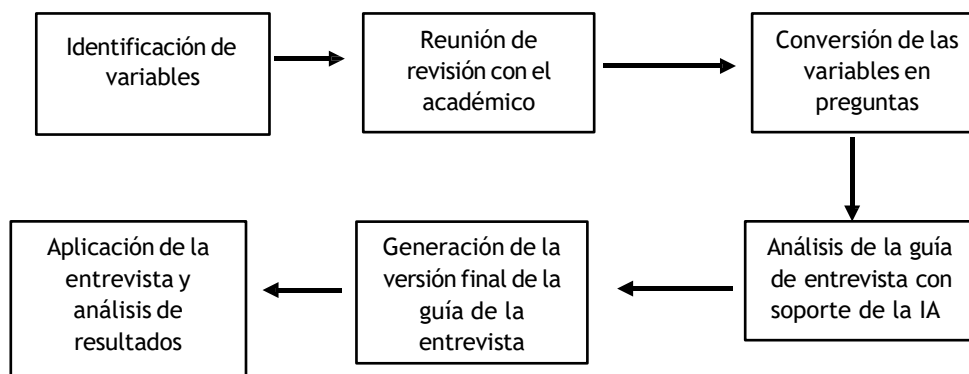 Identificación de
variables
Reunión de
revisión con el
académico
Conversión de las
variables en
preguntas
Análisis de la guía
de entrevista con
soporte de la IA
Generación de la
versión final de la
guía de la
entrevista
Aplicación de la
entrevista y
análisis de
resultados